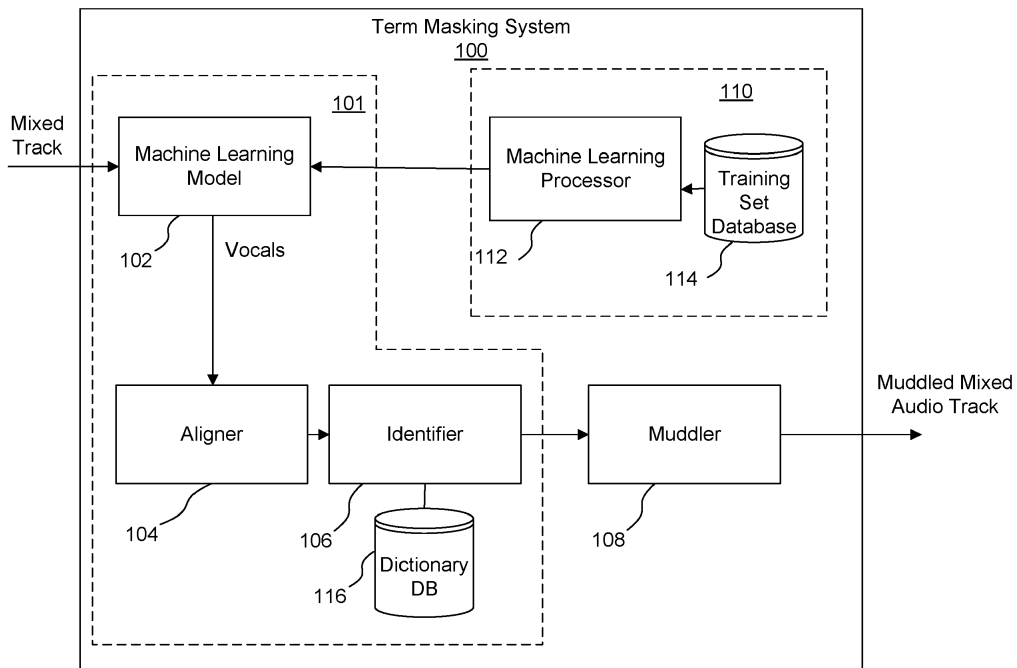 Term Masking System
100
101
110
Mixed
Track
Machine Learning
Model
102
Vocals
Machine Learning
Processor
112
Training
Set
Database
114
Aligner
104
Identifier
106
Dictionary
DB
116
Muddler
108
Muddled Mixed
Audio Track